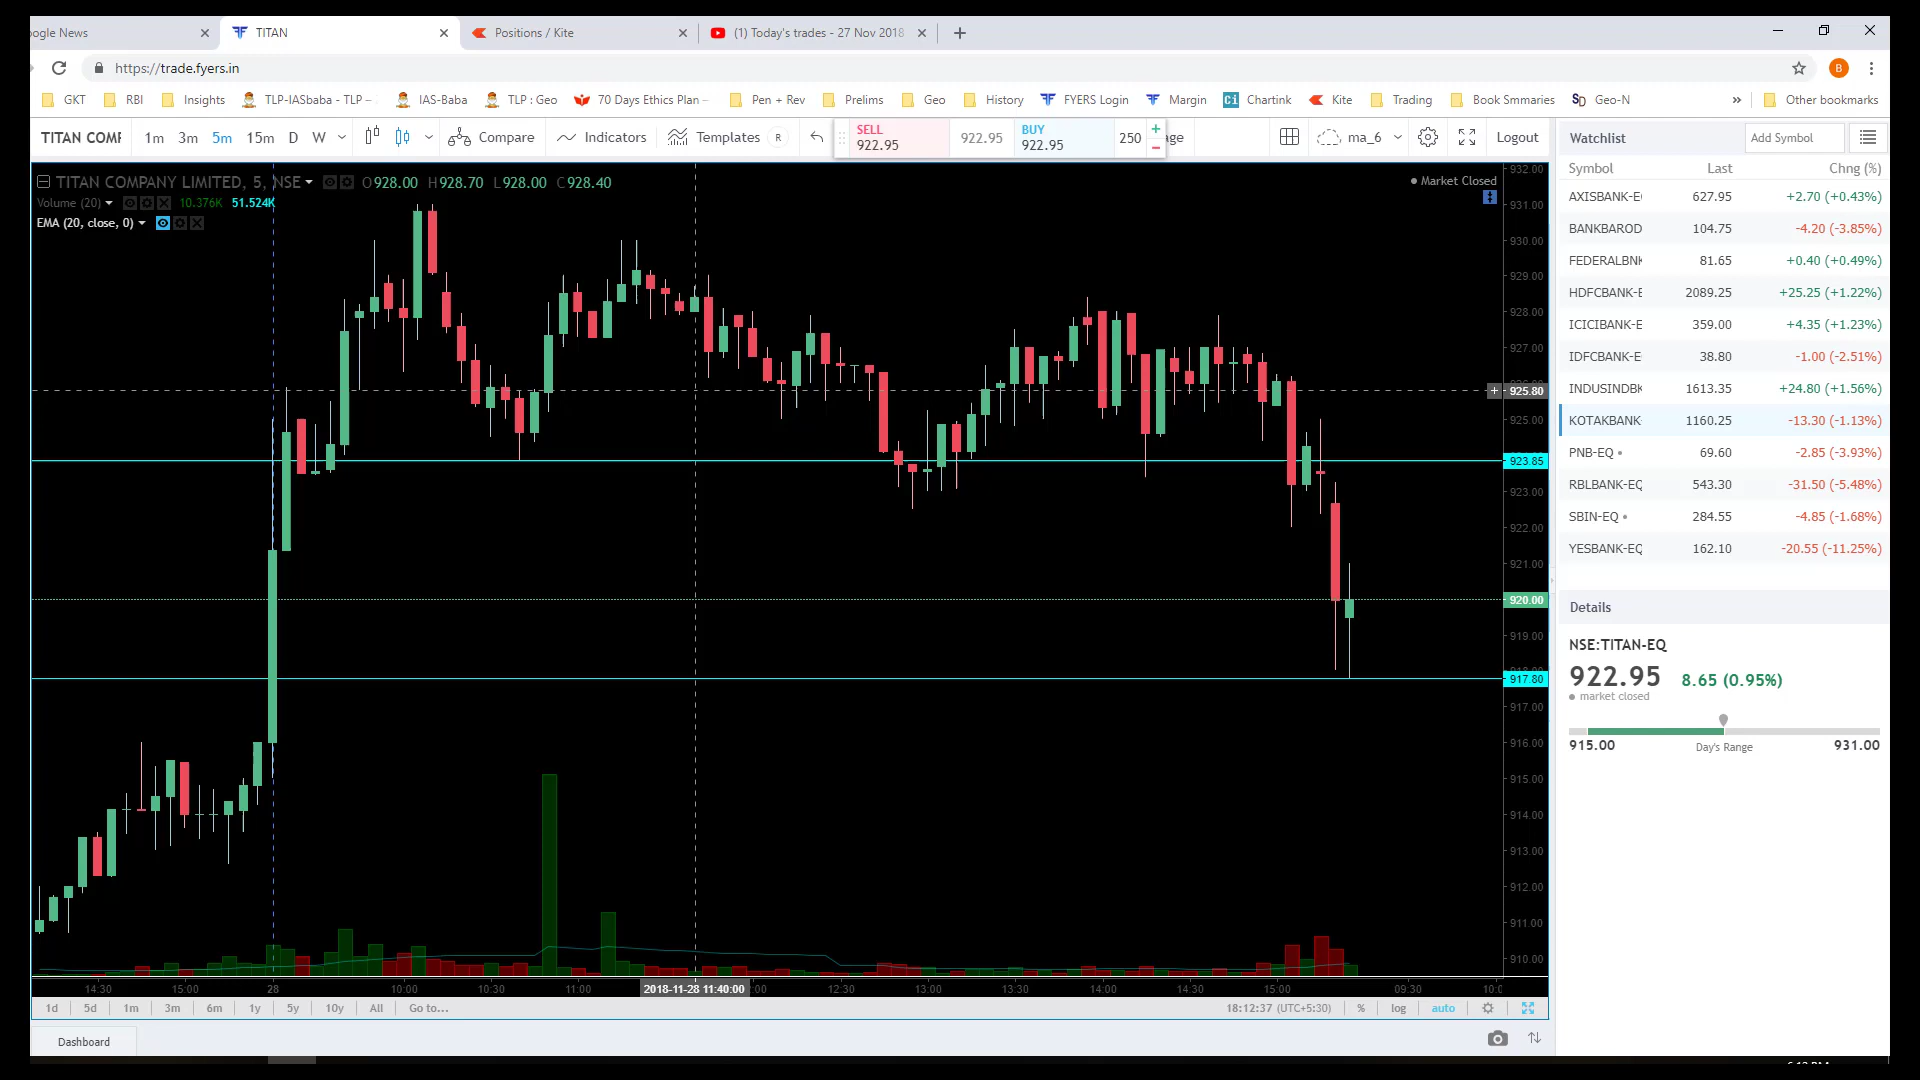 oogle News TITAN Positions / Kite (1) Today's trades - 27 Nov 2018
https://trade.fyers.in B
GKT RBI Insights TLP-IASbaba - TLP – IAS-Baba TLP : Geo 70 Days Ethics Plan – Pen + Rev Prelims Geo History FYERS Login Margin Ci Chartink Kite Trading Book Smmaries SD Geo-N » Other bookmarks
TITAN COMF 1m 3m 5m 15m D W Compare Indicators Templates R SELL 922.95 922.95 BUY 922.95 250 ge ma_6 Logout
TITAN COMPANY LIMITED, 5, NSE O928.00 H928.70 L928.00 C928.40
Market Closed
Volume (20) 10.376K 51.524K
EMA (20, close, 0)
932.00
931.00
930.00
929.00
928.00
927.00
925.80
925.00
923.85
923.00
922.00
921.00
920.00
919.00
917.80
917.00
916.00
915.00
914.00
913.00
912.00
911.00
910.00
14:30 15:00 28 10:00 10:30 11:00 2018-11-28 11:40:00 :00 12:30 13:00 13:30 14:00 14:30 15:00 09:30 10:0
1d 5d 1m 3m 6m 1y 5y 10y All Go to... 18:12:37 (UTC+5:30) % log auto
Dashboard
Watchlist Add Symbol
Symbol Last Chng (%)
AXISBANK-E 627.95 +2.70 (+0.43%)
BANKBAROD 104.75 -4.20 (-3.85%)
FEDERALBNK 81.65 +0.40 (+0.49%)
HDFCBANK-E 2089.25 +25.25 (+1.22%)
ICICIBANK-E 359.00 +4.35 (+1.23%)
IDFCBANK-E 38.80 -1.00 (-2.51%)
INDUSINDBK 1613.35 +24.80 (+1.56%)
KOTAKBANK- 1160.25 -13.30 (-1.13%)
PNB-EQ 69.60 -2.85 (-3.93%)
RBLBANK-EQ 543.30 -31.50 (-5.48%)
SBIN-EQ 284.55 -4.85 (-1.68%)
YESBANK-EQ 162.10 -20.55 (-11.25%)
Details
NSE:TITAN-EQ
922.95 8.65 (0.95%)
market closed
915.00 Day's Range 931.00